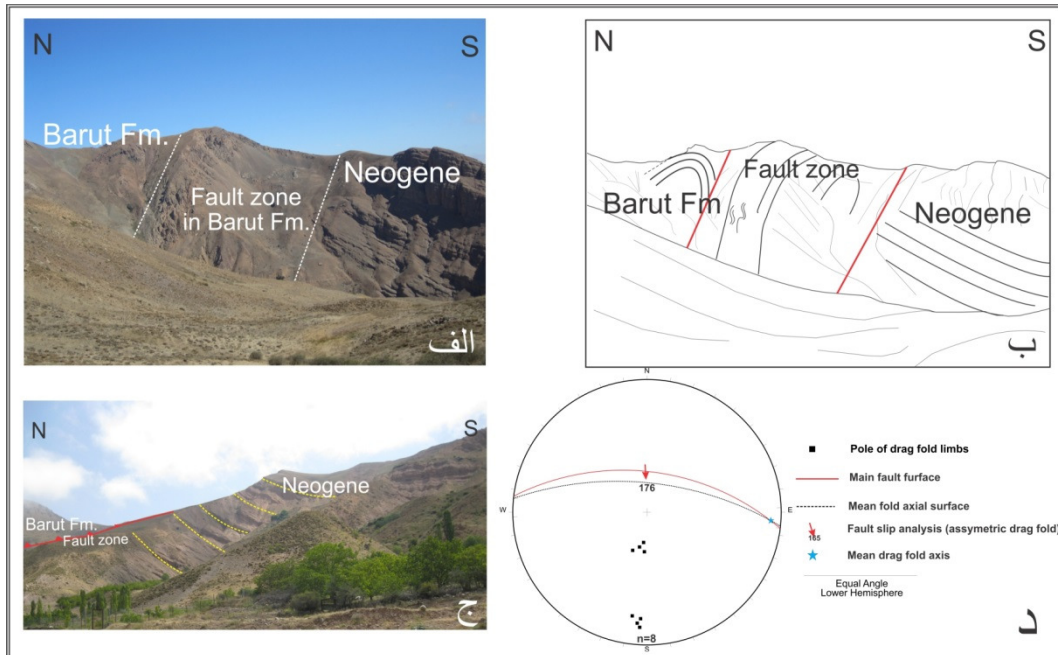 N
S
Barut Fm.
Neogene
Fault zone
in Barut Fm.
الف
N
S
Fault zone
Barut Fm
Neogene
ب
N
S
Neogene
Barut Fm.
Fault zone
ج
N
W
E
S
176
n=8
Pole of drag fold limbs
Main fault furface
Mean fold axial surface
Fault slip analysis (assymetric drag fold)
Mean drag fold axis
Equal Angle
Lower Hemisphere
د